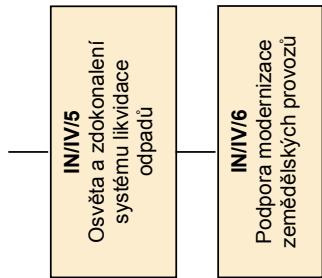 IN/IV/5
Osvěta a zdokonalení
systému likvidace
odpadů
IN/IV/6
Podpora modernizace
zemědělských provozů